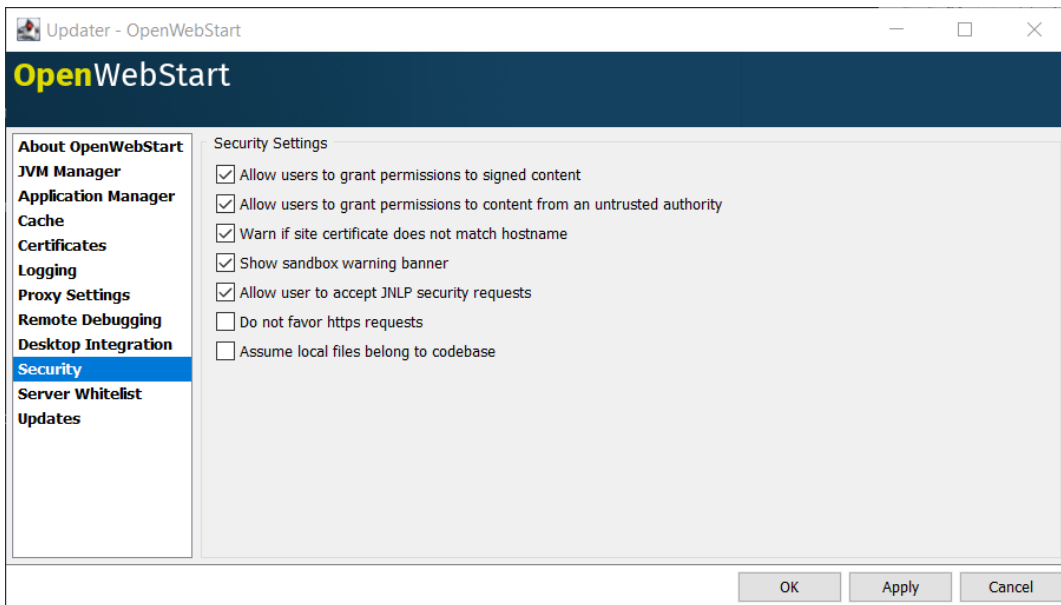 Updater - OpenWebStart
OpenWebStart
About OpenWebStart
JVM Manager
Application Manager
Cache
Certificates
Logging
Proxy Settings
Remote Debugging
Desktop Integration
Security
Server Whitelist
Updates
Security Settings
Allow users to grant permissions to signed content
Allow users to grant permissions to content from an untrusted authority
Warn if site certificate does not match hostname
Show sandbox warning banner
Allow user to accept JNLP security requests
Do not favor https requests
Assume local files belong to codebase
OK
Apply
Cancel